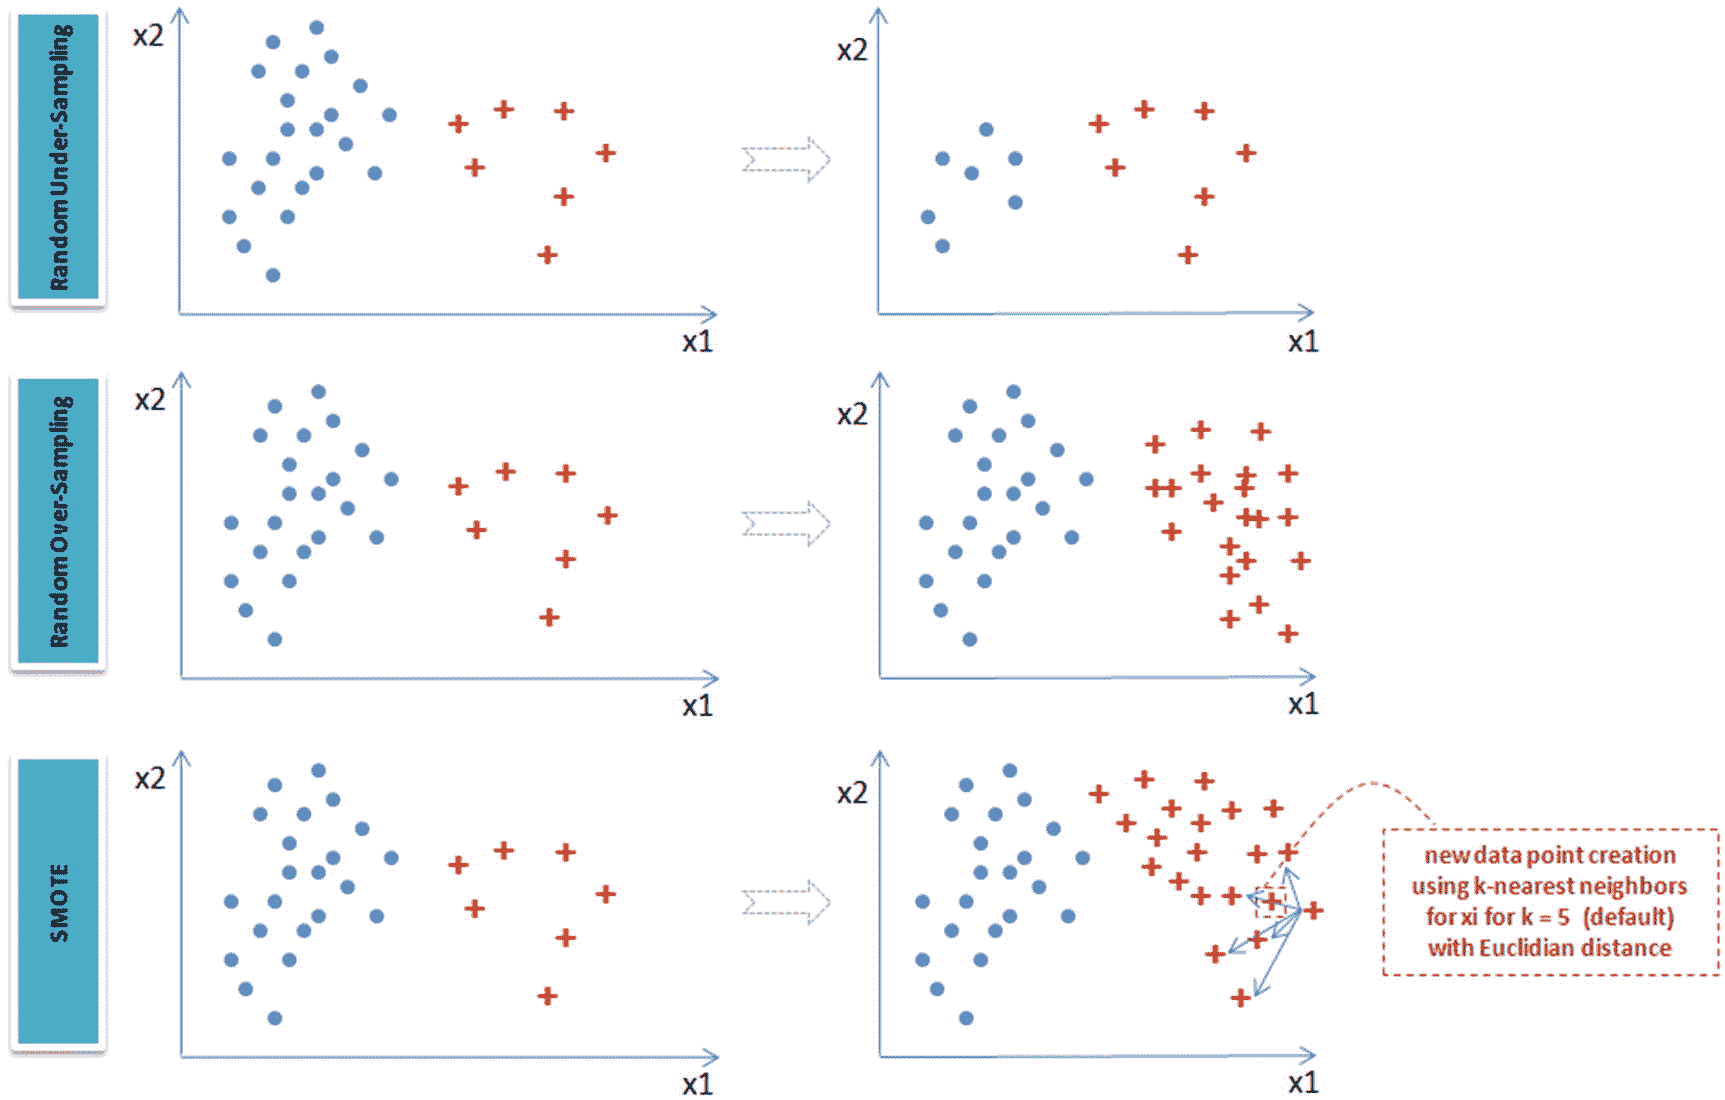 Random Under-Sampling
x2
x1
x2
x1
Random Over-Sampling
x2
x1
x2
x1
SMOTE
x2
x1
x2
x1
new data point creation
using k-nearest neighbors
for xi for k = 5 (default)
with Euclidian distance